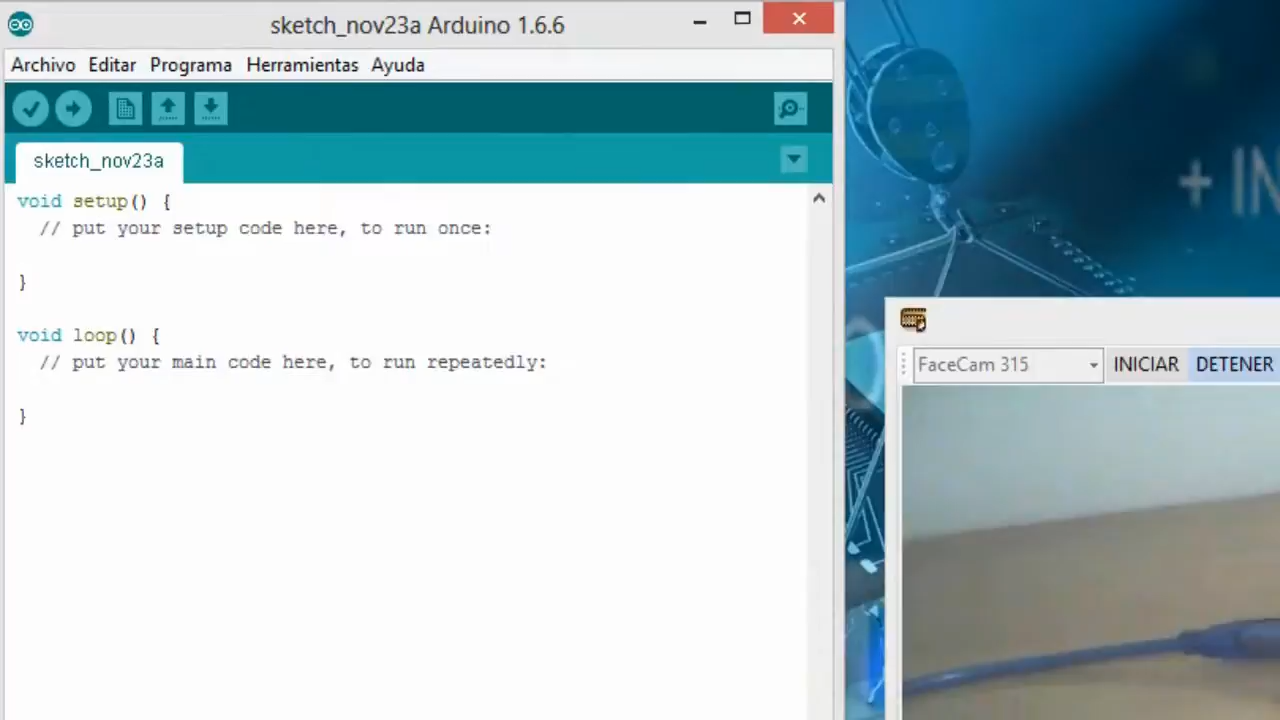 sketch_nov23a Arduino 1.6.6
Archivo Editar Programa Herramientas Ayuda
sketch_nov23a
void setup() {
  // put your setup code here, to run once:
}
void loop() {
  // put your main code here, to run repeatedly:
}
+ IN
FaceCam 315 INICIAR DETENER